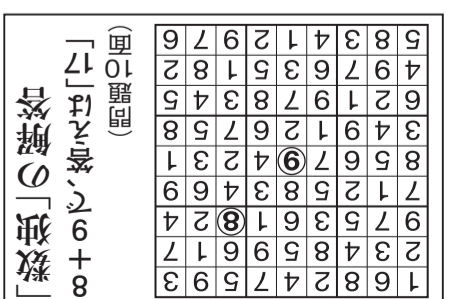 「数独」の解答
8＋9で、答えは「17」
（問題10面）
1 6 8 2 4 7 5 9 3
2 3 4 8 5 9 6 1 7
9 7 5 3 6 1 8 2 4
7 1 2 5 8 3 4 6 9
8 5 6 7 9 4 2 3 1
3 4 9 1 2 6 7 5 8
6 2 1 9 7 8 3 4 5
4 9 7 6 3 5 1 8 2
5 8 3 4 1 2 9 7 6